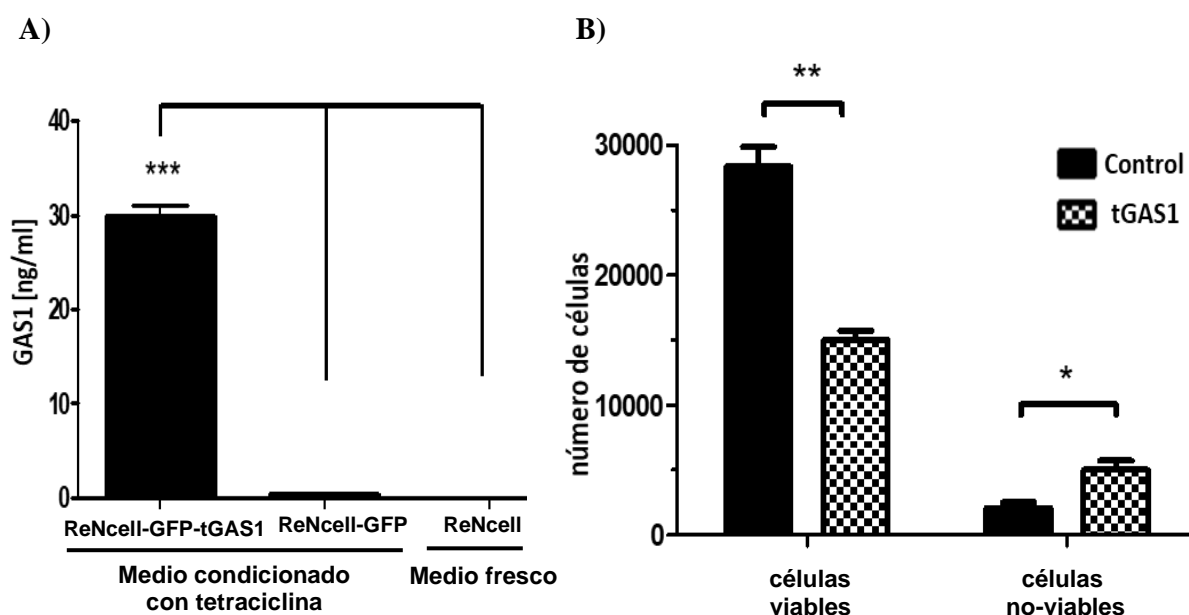 A)
GAS1 [ng/ml]
40
30
20
10
0
***
ReNcell-GFP-tGAS1
ReNcell-GFP
ReNcell
Medio condicionado
con tetraciclina
Medio fresco
B)
número de células
30000
20000
10000
0
**
*
Control
tGAS1
células
viables
células
no-viables